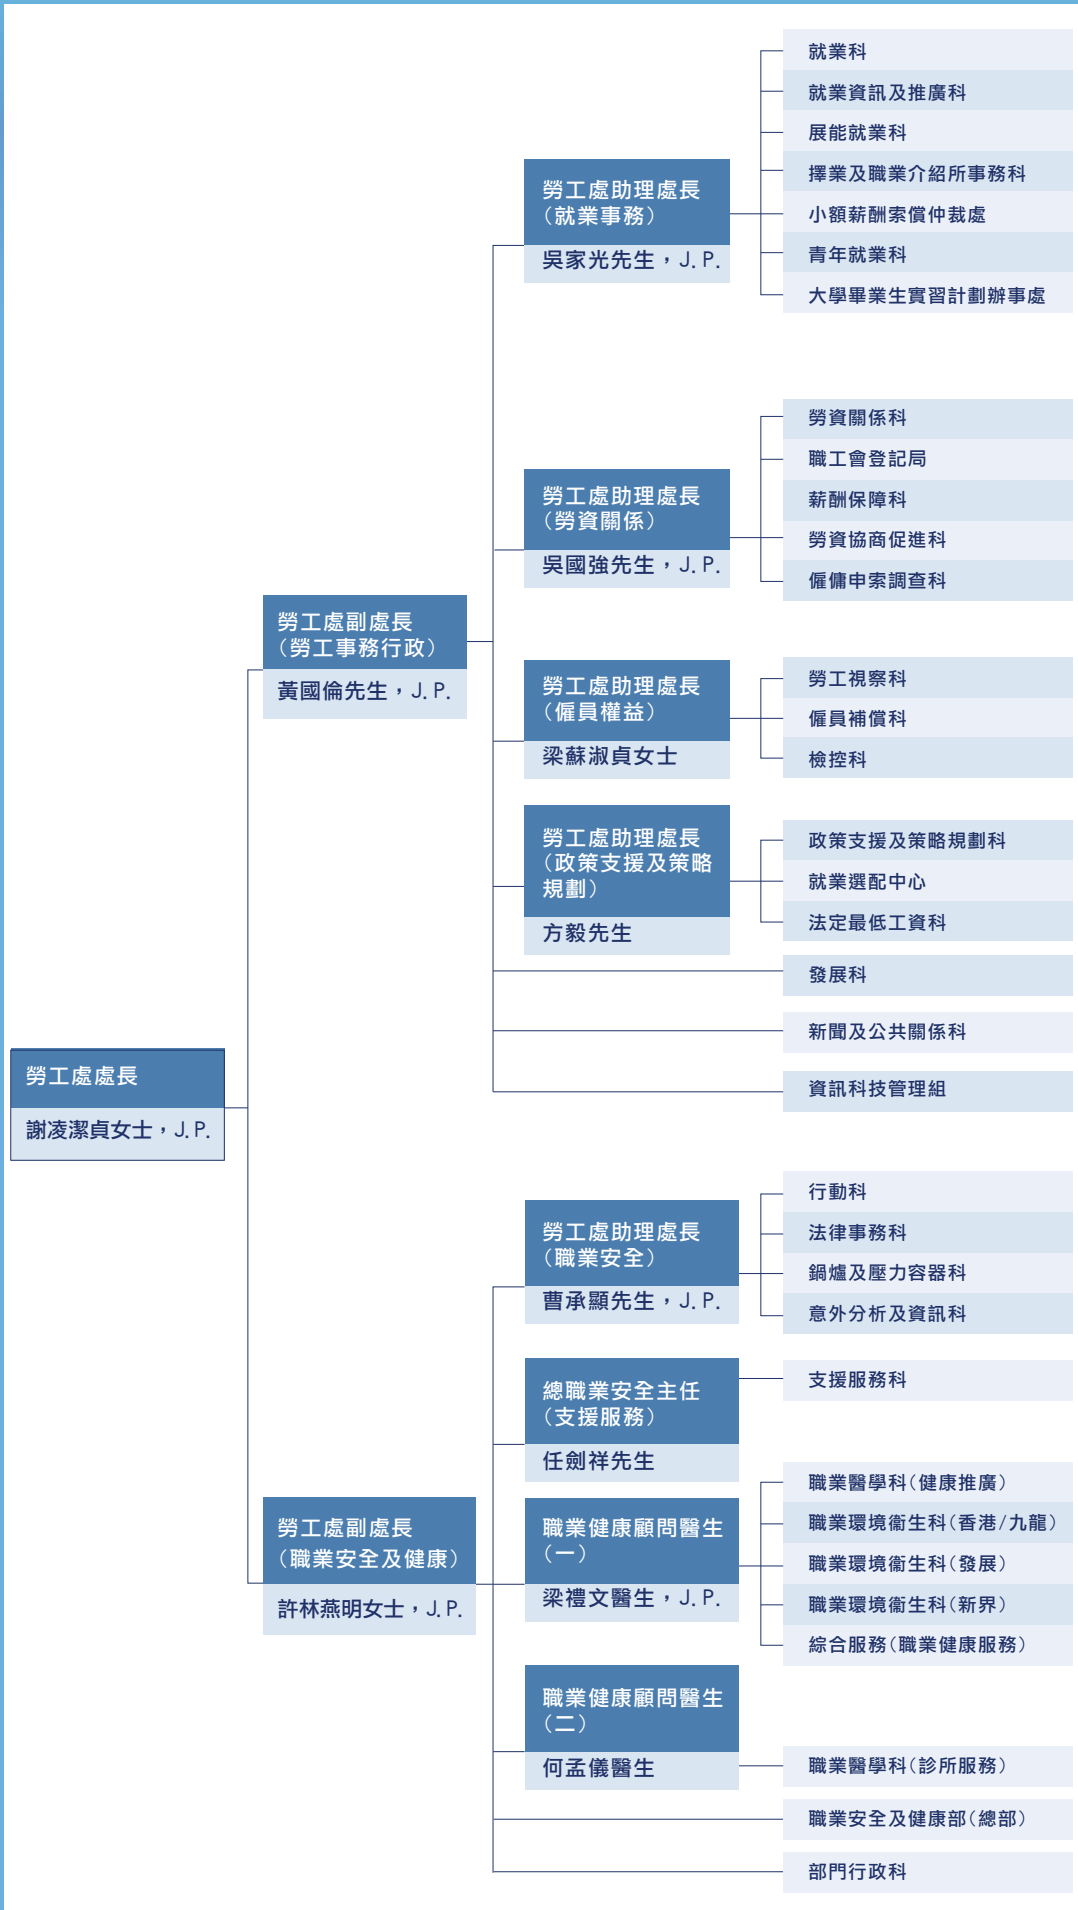 勞工處處長
謝凌潔貞女士，J.P.
勞工處副處長
（勞工事務行政）
黃國倫先生，J.P.
勞工處助理處長
（就業事務）
吳家光先生，J.P.
就業科
就業資訊及推廣科
展能就業科
擇業及職業介紹所事務科
小額薪酬索償仲裁處
青年就業科
大學畢業生實習計劃辦事處
勞工處助理處長
（勞資關係）
吳國強先生，J.P.
勞資關係科
職工會登記局
薪酬保障科
勞資協商促進科
僱傭申索調查科
勞工處助理處長
（僱員權益）
梁蘇淑貞女士
勞工視察科
僱員補償科
檢控科
勞工處助理處長
（政策支援及策略
規劃）
方毅先生
政策支援及策略規劃科
就業選配中心
法定最低工資科
發展科
新聞及公共關係科
資訊科技管理組
勞工處副處長
（職業安全及健康）
許林燕明女士，J.P.
勞工處助理處長
（職業安全）
曹承顯先生，J.P.
行動科
法律事務科
鍋爐及壓力容器科
意外分析及資訊科
總職業安全主任
（支援服務）
任劍祥先生
支援服務科
職業健康顧問醫生
（一）
梁禮文醫生，J.P.
職業醫學科（健康推廣）
職業環境衞生科（香港/九龍）
職業環境衞生科（發展）
職業環境衞生科（新界）
綜合服務（職業健康服務）
職業健康顧問醫生
（二）
何孟儀醫生
職業醫學科（診所服務）
職業安全及健康部（總部）
部門行政科